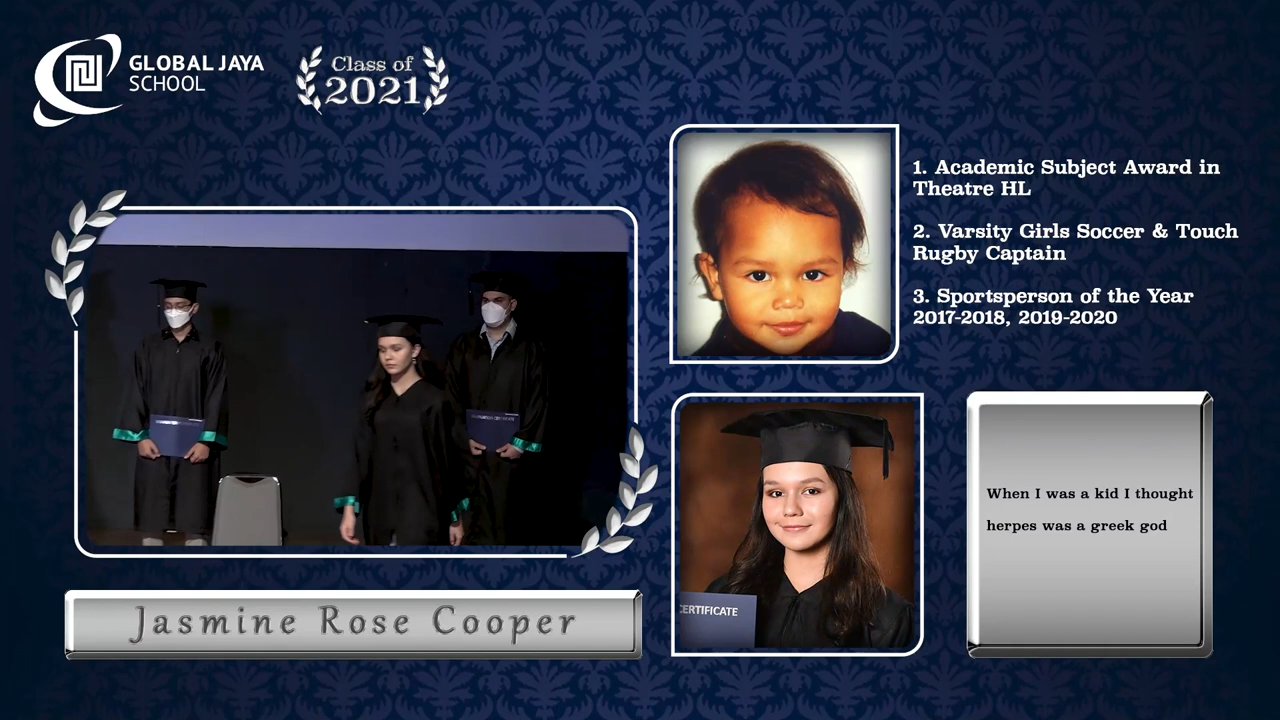 GLOBAL JAYA
SCHOOL
Class of
2021
1. Academic Subject Award in
Theatre HL
2. Varsity Girls Soccer & Touch
Rugby Captain
3. Sportsperson of the Year
2017-2018, 2019-2020
CERTIFICATE
When I was a kid I thought
herpes was a greek god
Jasmine Rose Cooper